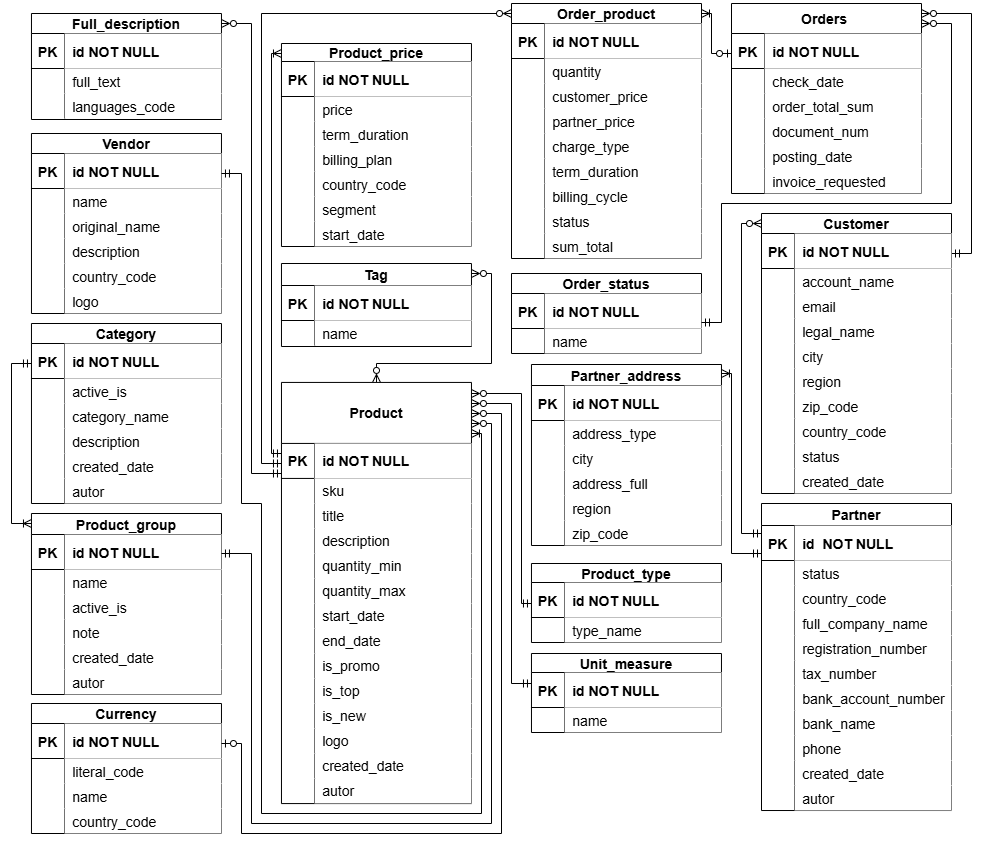 Full_description
PK id NOT NULL
full_text
languages_code
Vendor
PK id NOT NULL
name
original_name
description
country_code
logo
Category
PK id NOT NULL
active_is
category_name
description
created_date
autor
Product_group
PK id NOT NULL
name
active_is
note
created_date
autor
Currency
PK id NOT NULL
literal_code
name
country_code
Product_price
PK id NOT NULL
price
term_duration
billing_plan
country_code
segment
start_date
Tag
PK id NOT NULL
name
Product
PK id NOT NULL
sku
title
description
quantity_min
quantity_max
start_date
end_date
is_promo
is_top
is_new
logo
created_date
autor
Order_product
PK id NOT NULL
quantity
customer_price
partner_price
charge_type
term_duration
billing_cycle
status
sum_total
Order_status
PK id NOT NULL
name
Partner_address
PK id NOT NULL
address_type
city
address_full
region
zip_code
Product_type
PK id NOT NULL
type_name
Unit_measure
PK id NOT NULL
name
Orders
PK id NOT NULL
check_date
order_total_sum
document_num
posting_date
invoice_requested
Customer
PK id NOT NULL
account_name
email
legal_name
city
region
zip_code
country_code
status
created_date
Partner
PK id NOT NULL
status
country_code
full_company_name
registration_number
tax_number
bank_account_number
bank_name
phone
created_date
autor